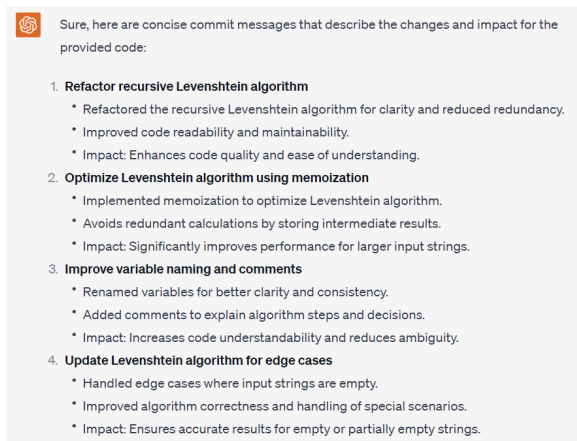 Sure, here are concise commit messages that describe the changes and impact for the
provided code:
1. Refactor recursive Levenshtein algorithm
• Refactored the recursive Levenshtein algorithm for clarity and reduced redundancy.
• Improved code readability and maintainability.
• Impact: Enhances code quality and ease of understanding.
2. Optimize Levenshtein algorithm using memoization
• Implemented memoization to optimize Levenshtein algorithm.
• Avoids redundant calculations by storing intermediate results.
• Impact: Significantly improves performance for larger input strings.
3. Improve variable naming and comments
• Renamed variables for better clarity and consistency.
• Added comments to explain algorithm steps and decisions.
• Impact: Increases code understandability and reduces ambiguity.
4. Update Levenshtein algorithm for edge cases
• Handled edge cases where input strings are empty.
• Improved algorithm correctness and handling of special scenarios.
• Impact: Ensures accurate results for empty or partially empty strings.